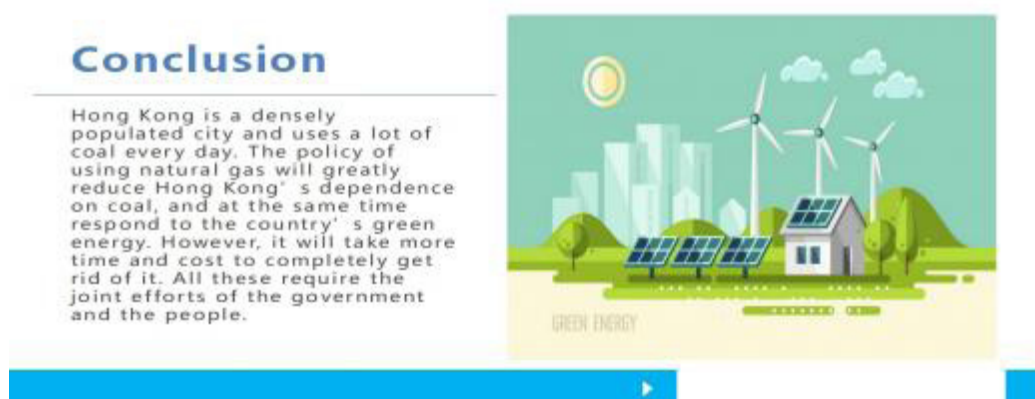 Conclusion
Hong Kong is a densely
populated city and uses a lot of
coal every day. The policy of
using natural gas will greatly
reduce Hong Kong’s dependence
on coal, and at the same time
respond to the country’s green
energy. However, it will take more
time and cost to completely get
rid of it. All these require the
joint efforts of the government
and the people.
GREEN ENERGY